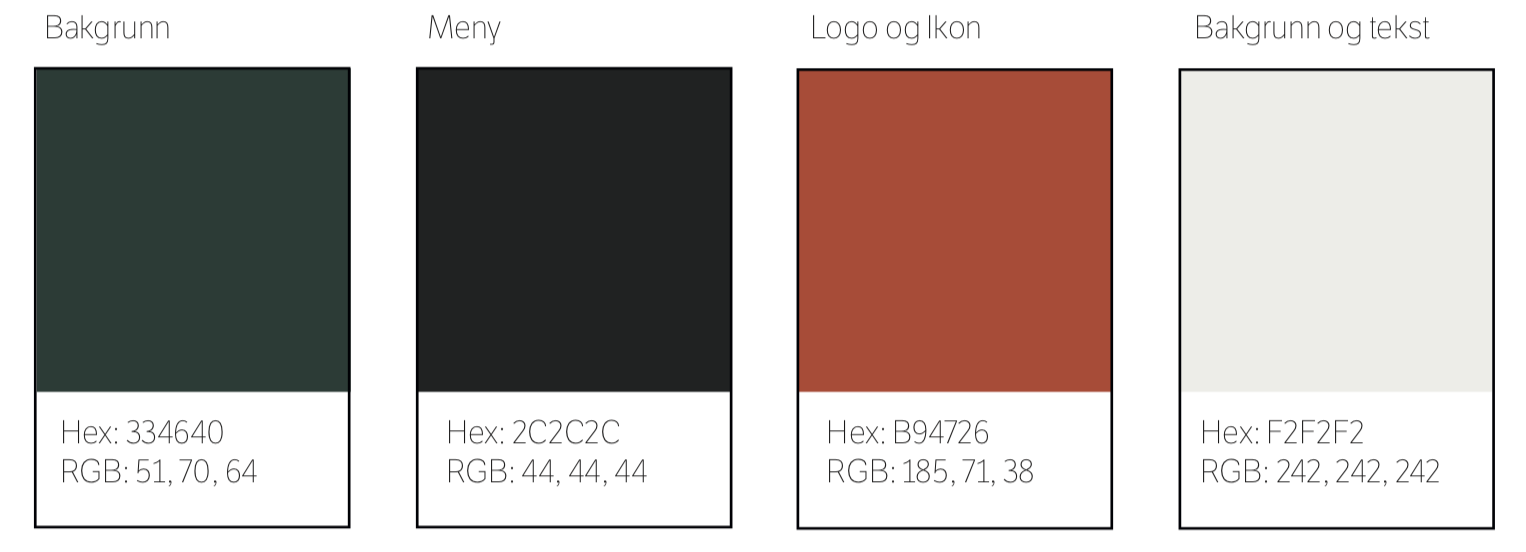 Bakgrunn
Meny
Logo og Ikon
Bakgrunn og tekst
Hex: 334640
RGB: 51, 70, 64
Hex: 2C2C2C
RGB: 44, 44, 44
Hex: B94726
RGB: 185, 71, 38
Hex: F2F2F2
RGB: 242, 242, 242